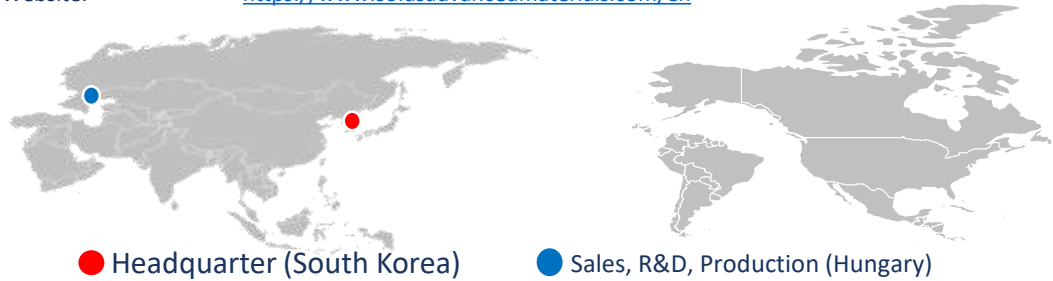 Headquarter (South Korea)
Sales, R&D, Production (Hungary)